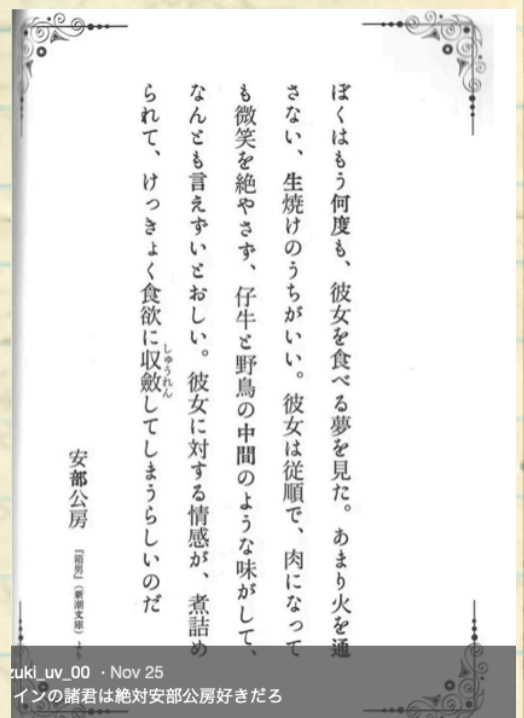 ぼくはもう何度も、彼女を食べる夢を見た。あまり火を通
さない、生焼けのうちがいい。彼女は従順で、肉になって
も微笑を絶やさず、仔牛と野鳥の中間のような味がして、
なんとも言えずいとおしい。彼女に対する情感が、煮詰め
られて、けっきょく食欲に収斂してしまうらしいのだ
しゅうれん
安部公房 『箱男』(新潮文庫)より
zuki_uv_00 ・Nov 25
インの諸君は絶対安部公房好きだろ